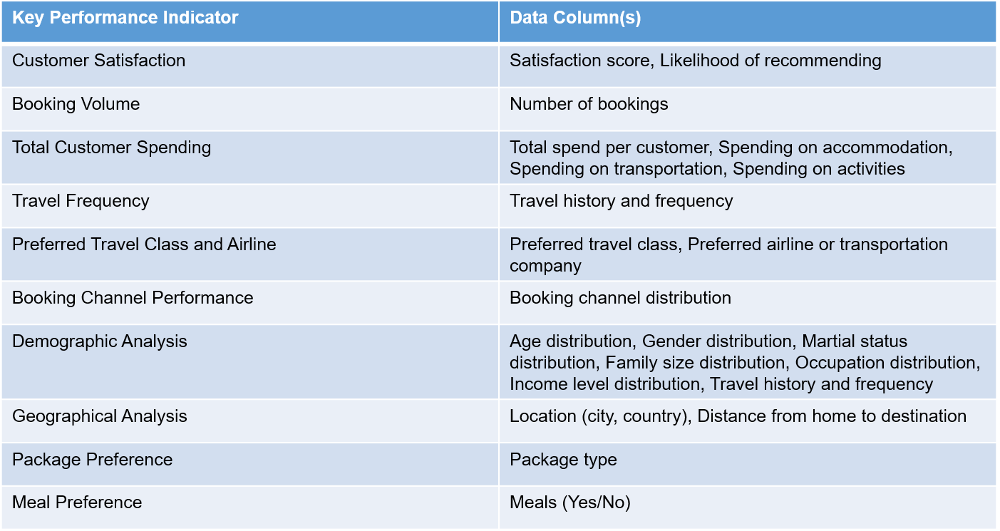 Key Performance Indicator
Data Column(s)
Customer Satisfaction
Satisfaction score, Likelihood of recommending
Booking Volume
Number of bookings
Total Customer Spending
Total spend per customer, Spending on accommodation,
Spending on transportation, Spending on activities
Travel Frequency
Travel history and frequency
Preferred Travel Class and Airline
Preferred travel class, Preferred airline or transportation
company
Booking Channel Performance
Booking channel distribution
Demographic Analysis
Age distribution, Gender distribution, Martial status
distribution, Family size distribution, Occupation distribution,
Income level distribution, Travel history and frequency
Geographical Analysis
Location (city, country), Distance from home to destination
Package Preference
Package type
Meal Preference
Meals (Yes/No)